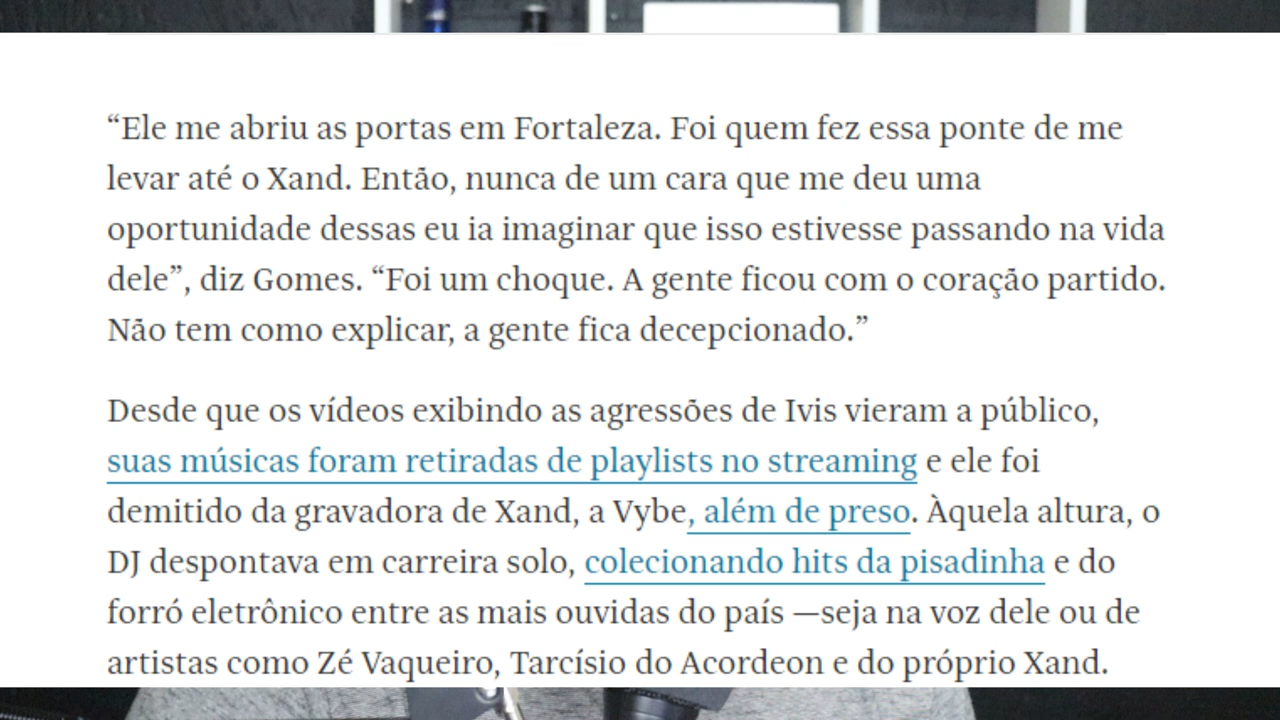 “Ele me abriu as portas em Fortaleza. Foi quem fez essa ponte de me
levar até o Xand. Então, nunca de um cara que me deu uma
oportunidade dessas eu ia imaginar que isso estivesse passando na vida
dele”, diz Gomes. “Foi um choque. A gente ficou com o coração partido.
Não tem como explicar, a gente fica decepcionado.”
Desde que os vídeos exibindo as agressões de Ivis vieram a público,
suas músicas foram retiradas de playlists no streaming e ele foi
demitido da gravadora de Xand, a Vybe, além de preso. Àquela altura, o
DJ despontava em carreira solo, colecionando hits da pisadinha e do
forró eletrônico entre as mais ouvidas do país —seja na voz dele ou de
artistas como Zé Vaqueiro, Tarcísio do Acordeon e do próprio Xand.